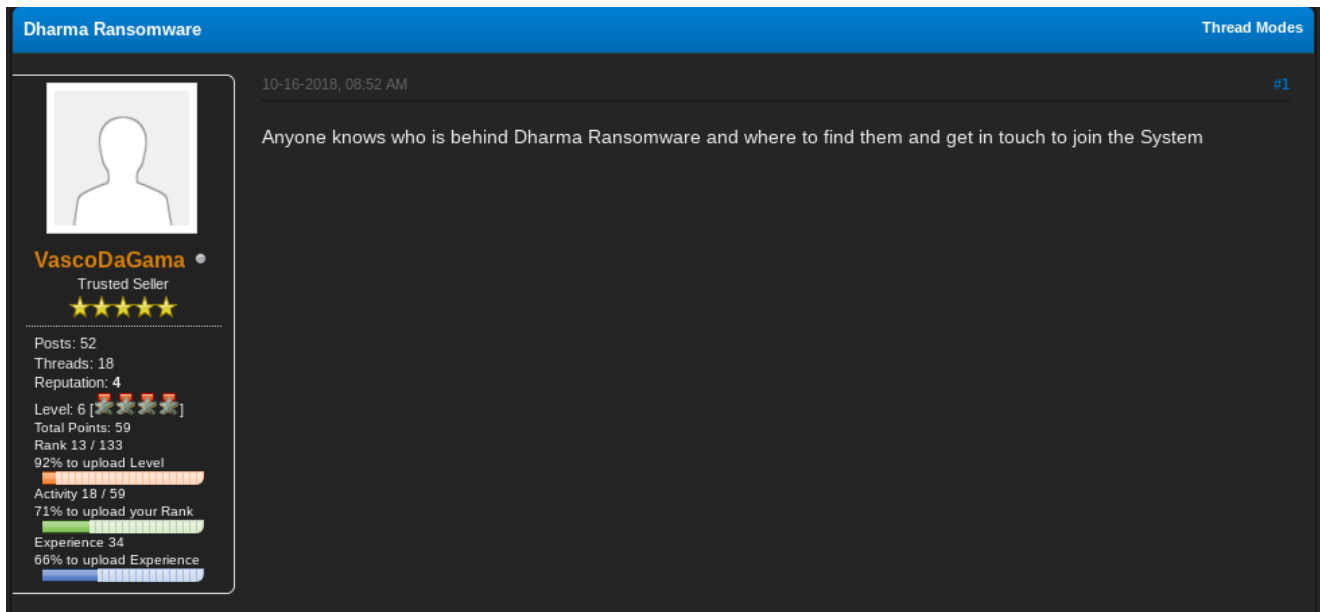 Dharma Ransomware
Thread Modes
10-16-2018, 08:52 AM
#1
Anyone knows who is behind Dharma Ransomware and where to find them and get in touch to join the System
VascoDaGama
Trusted Seller
Posts: 52
Threads: 18
Reputation: 4
Level: 6 [ ]
Total Points: 59
Rank 13 / 133
92% to upload Level
Activity 18 / 59
71% to upload your Rank
Experience 34
66% to upload Experience